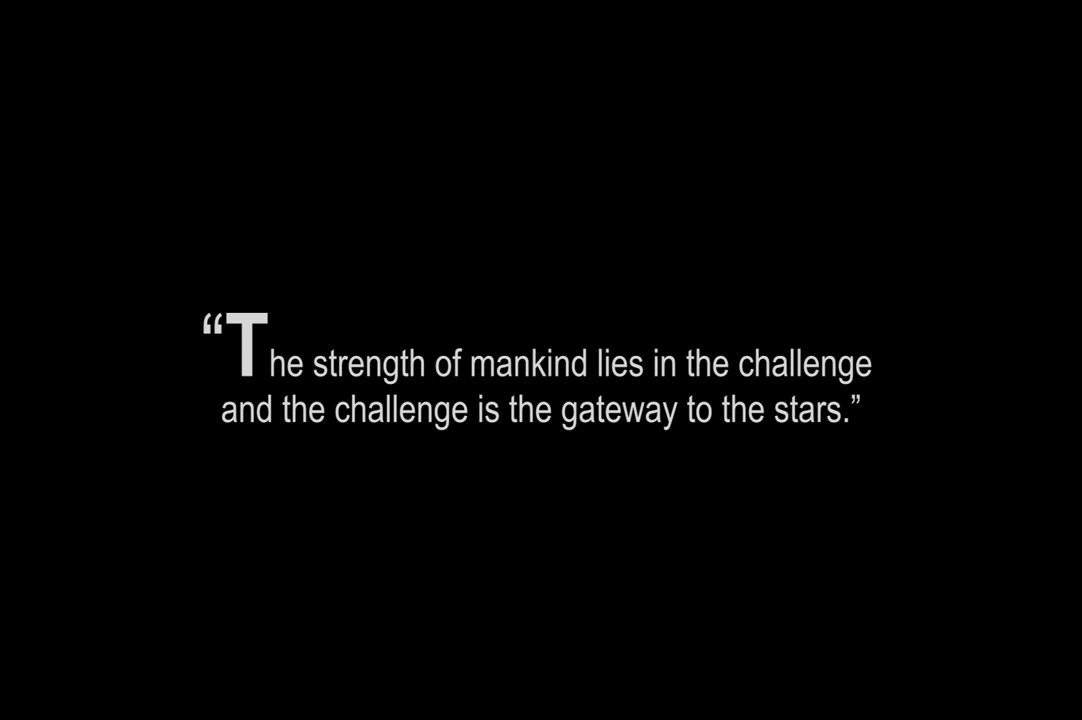 “The strength of mankind lies in the challenge
and the challenge is the gateway to the stars.”